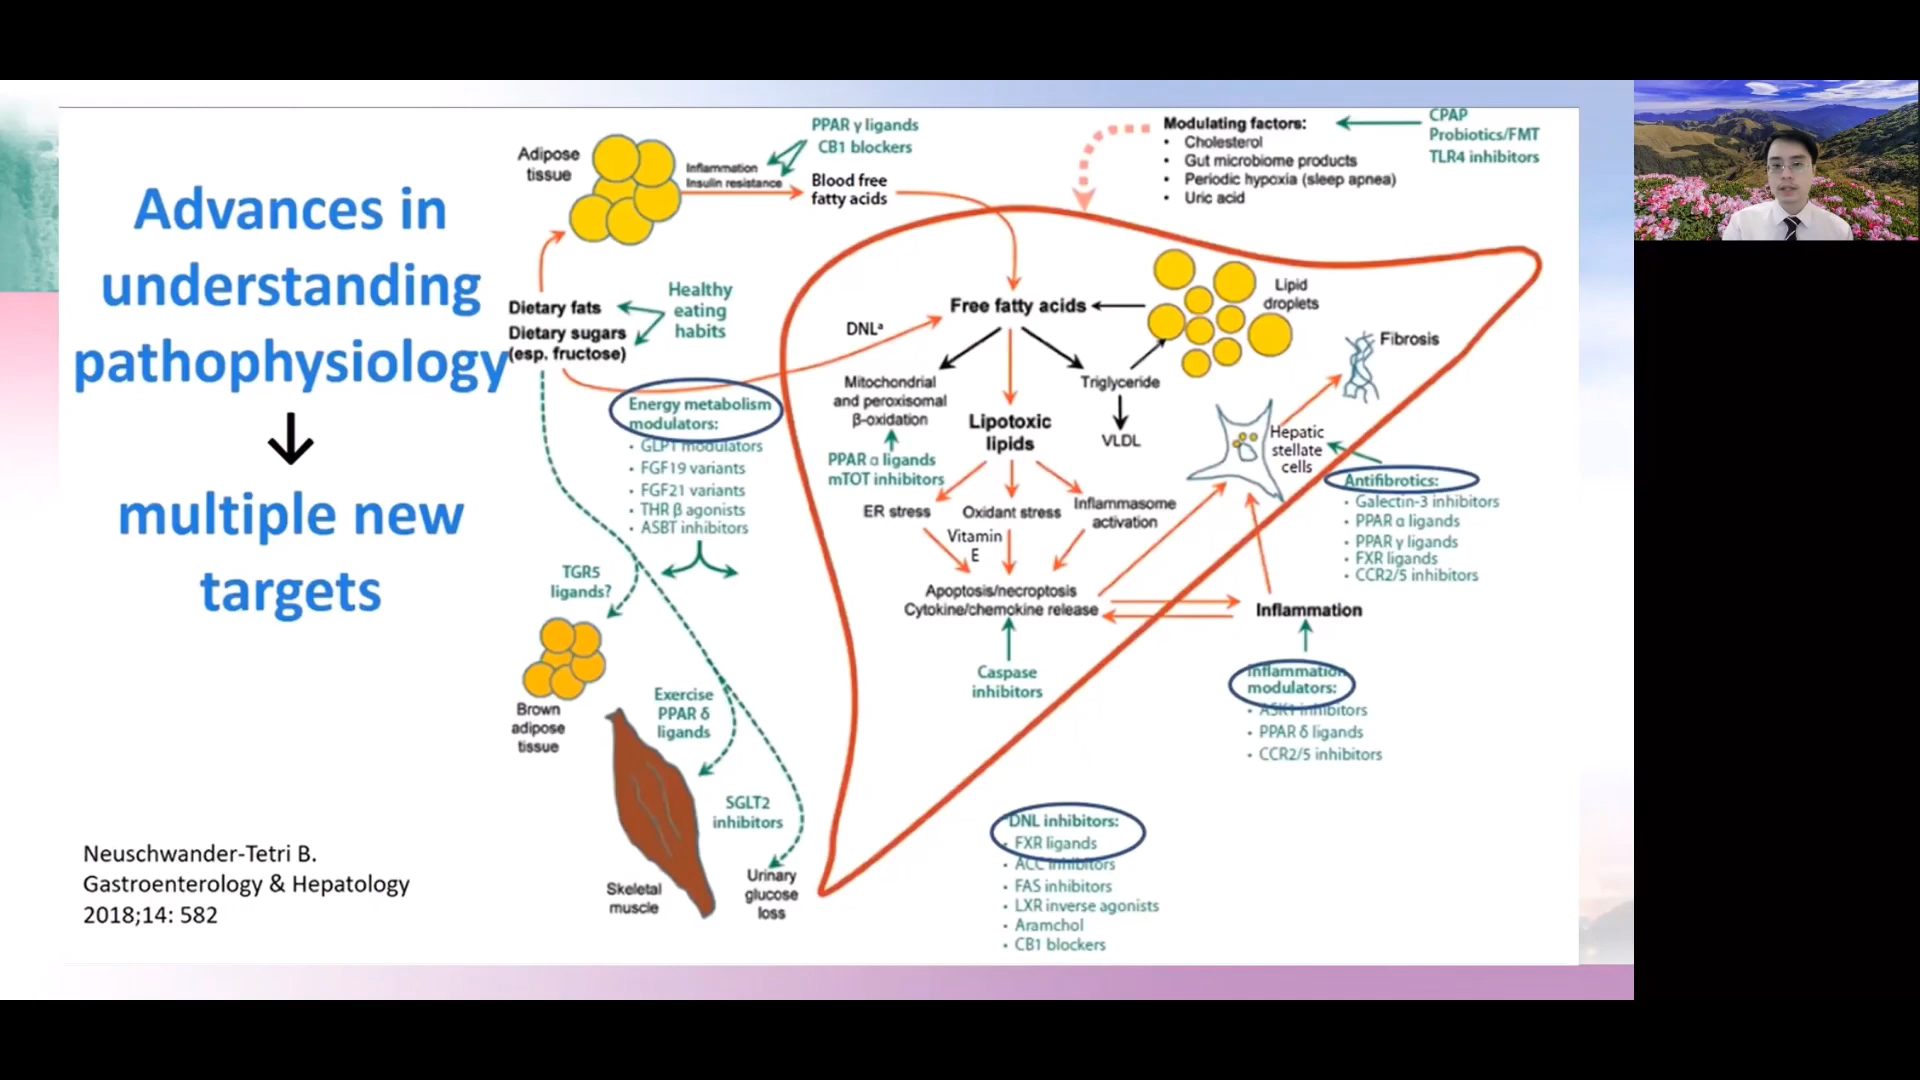 Advances in
understanding
pathophysiology
↓
multiple new
targets
Neuschwander-Tetri B.
Gastroenterology & Hepatology
2018;14: 582
Adipose
tissue
Inflammation
Insulin resistance
PPAR γ ligands
CB1 blockers
Blood free
fatty acids
Modulating factors:
• Cholesterol
• Gut microbiome products
• Periodic hypoxia (sleep apnea)
• Uric acid
CPAP
Probiotics/FMT
TLR4 inhibitors
Dietary fats
Dietary sugars
(esp. fructose)
Healthy
eating
habits
DNLª
Free fatty acids
Lipid
droplets
Mitochondrial
and peroxisomal
β-oxidation
PPAR α ligands
mTOT inhibitors
Lipotoxic
lipids
Triglyceride
VLDL
Fibrosis
Hepatic
stellate
cells
Energy metabolism
modulators:
• GLP1 modulators
• FGF19 variants
• FGF21 variants
• THR β agonists
• ASBT inhibitors
ER stress
Oxidant stress
Inflammasome
activation
Vitamin
E
Apoptosis/necroptosis
Cytokine/chemokine release
Caspase
inhibitors
Antifibrotics:
• Galectin-3 inhibitors
• PPAR α ligands
• PPAR γ ligands
• FXR ligands
• CCR2/5 inhibitors
Inflammation
Inflammation
modulators:
• ASK1 inhibitors
• PPAR δ ligands
• CCR2/5 inhibitors
TGR5
ligands?
Brown
adipose
tissue
Exercise
PPAR δ
ligands
SGLT2
inhibitors
Skeletal
muscle
Urinary
glucose
loss
DNL inhibitors:
• FXR ligands
• ACC inhibitors
• FAS inhibitors
• LXR inverse agonists
• Aramchol
• CB1 blockers